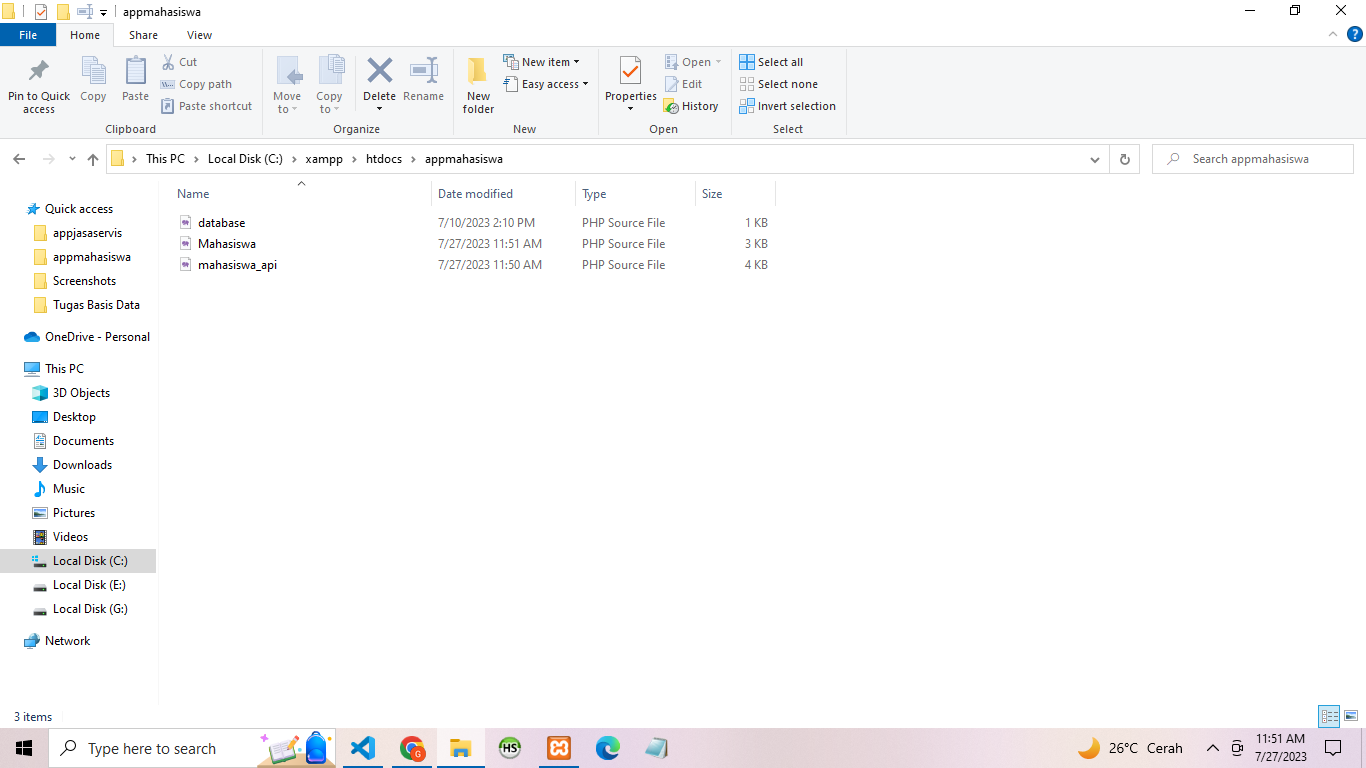 appmahasiswa
File Home Share View
Pin to Quick access
Copy
Paste
Cut
Copy path
Paste shortcut
Clipboard
Move to
Copy to
Delete
Rename
Organize
New folder
New item
Easy access
New
Properties
Open
Edit
History
Open
Select all
Select none
Invert selection
Select
This PC Local Disk (C:) xampp htdocs appmahasiswa
Search appmahasiswa
Name Date modified Type Size
database 7/10/2023 2:10 PM PHP Source File 1 KB
Mahasiswa 7/27/2023 11:51 AM PHP Source File 3 KB
mahasiswa_api 7/27/2023 11:50 AM PHP Source File 4 KB
Quick access
appjasaservis
appmahasiswa
Screenshots
Tugas Basis Data
OneDrive - Personal
This PC
3D Objects
Desktop
Documents
Downloads
Music
Pictures
Videos
Local Disk (C:)
Local Disk (E:)
Local Disk (G:)
Network
3 items
Type here to search
G
HS
26°C Cerah
11:51 AM
7/27/2023